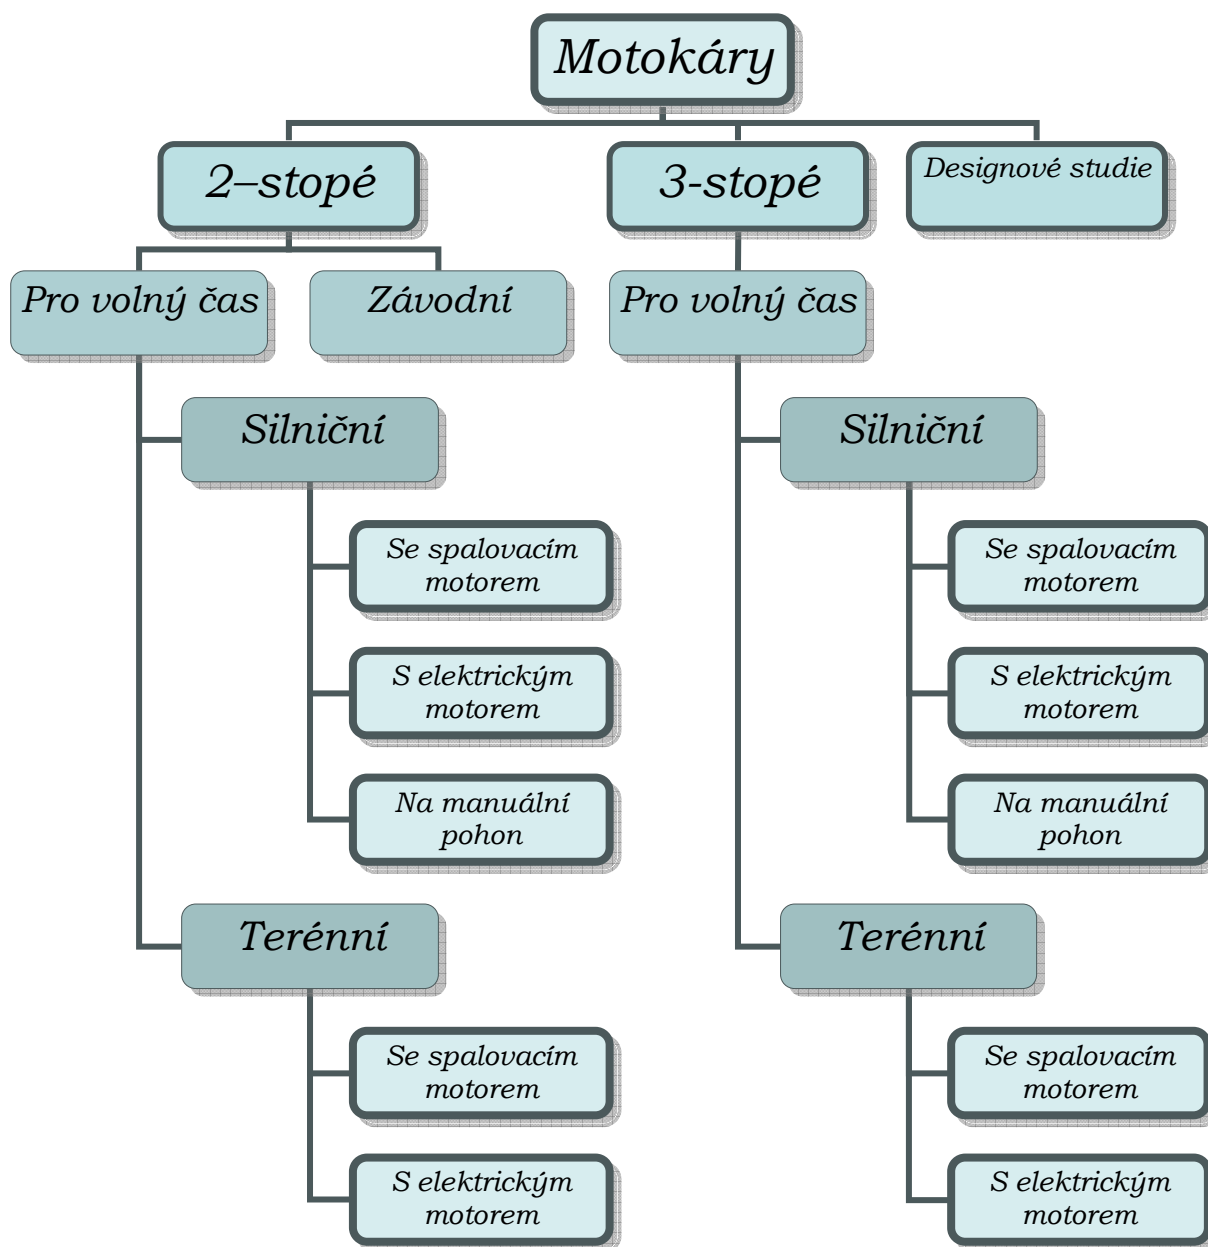 Motokáry
2–stopé
3-stopé
Designové studie
Pro volný čas
Závodní
Pro volný čas
Silniční
Silniční
Se spalovacím
motorem
Se spalovacím
motorem
S elektrickým
motorem
S elektrickým
motorem
Na manuální
pohon
Na manuální
pohon
Terénní
Terénní
Se spalovacím
motorem
Se spalovacím
motorem
S elektrickým
motorem
S elektrickým
motorem